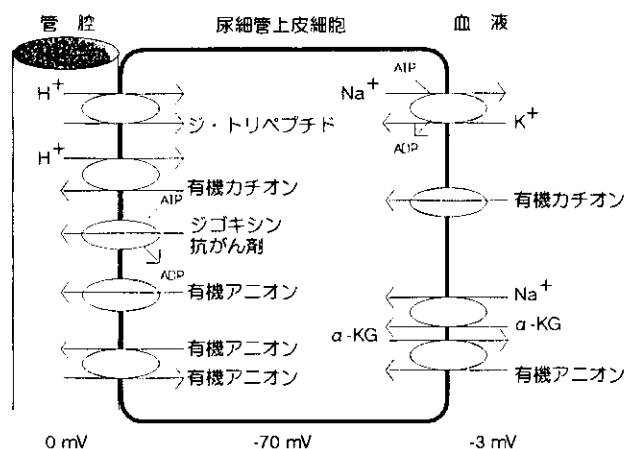 管腔
尿細管上皮細胞
血液
H+
ジ・トリペプチド
H+
有機カチオン
ATP
ジゴキシン
抗がん剤
ADP
有機アニオン
有機アニオン
有機アニオン
ATP
Na+
K+
ADP
有機カチオン
Na+
α-KG
α-KG
有機アニオン
0 mV
-70 mV
-3 mV